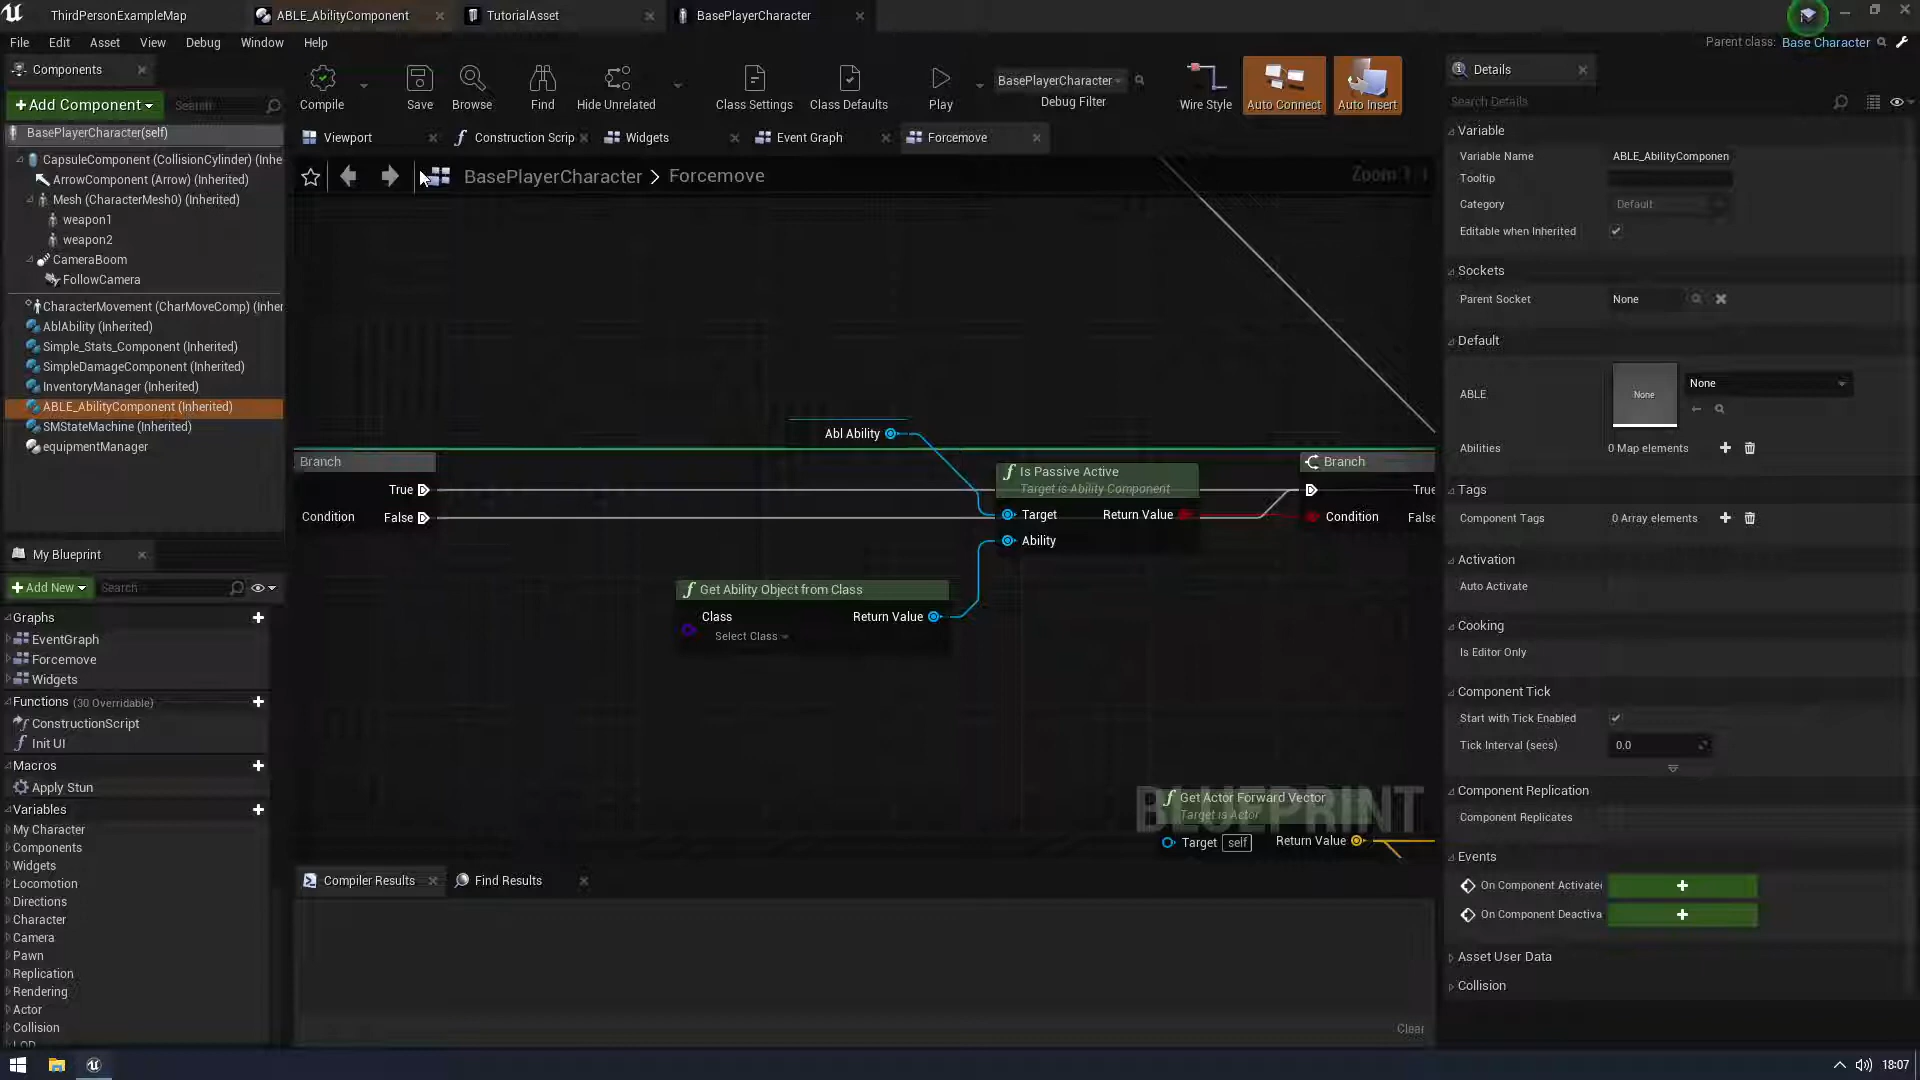 ThirdPersonExampleMap
ABLE_AbilityComponent
TutorialAsset
BasePlayerCharacter
File Edit Asset View Debug Window Help
Parent class: Base Character
Components
+Add Component
Search
BasePlayerCharacter(self)
CapsuleComponent (CollisionCylinder) (Inhe
ArrowComponent (Arrow) (Inherited)
Mesh (CharacterMesh0) (Inherited)
weapon1
weapon2
CameraBoom
FollowCamera
CharacterMovement (CharMoveComp) (Inher
AblAbility (Inherited)
Simple_Stats_Component (Inherited)
SimpleDamageComponent (Inherited)
InventoryManager (Inherited)
ABLE_AbilityComponent (Inherited)
SMStateMachine (Inherited)
equipmentManager
My Blueprint
+Add New
Search
Graphs
EventGraph
Forcemove
Widgets
Functions (30 Overridable)
ConstructionScript
Init UI
Macros
Apply Stun
Variables
My Character
Components
Widgets
Locomotion
Directions
Character
Camera
Pawn
Replication
Rendering
Actor
Collision
LOD
Compile
Save
Browse
Find
Hide Unrelated
Class Settings
Class Defaults
Play
BasePlayerCharacter
Debug Filter
Wire Style
Auto Connect
Auto Insert
Viewport
Construction Scrip
Widgets
Event Graph
Forcemove
BasePlayerCharacter > Forcemove
Zoom 1:1
Abl Ability
Branch
True
Condition
False
f Is Passive Active
Target is Ability Component
Target
Return Value
Ability
Branch
True
Condition
False
f Get Ability Object from Class
Class
Return Value
Select Class
BLUEPRINT
f Get Actor Forward Vector
Target is Actor
Target self
Return Value
Compiler Results
Find Results
Clear
Details
Search Details
Variable
Variable Name ABLE_AbilityComponen
Tooltip
Category Default
Editable when Inherited
Sockets
Parent Socket None
Default
ABLE None None
Abilities 0 Map elements
Tags
Component Tags 0 Array elements
Activation
Auto Activate
Cooking
Is Editor Only
Component Tick
Start with Tick Enabled
Tick Interval (secs) 0.0
Component Replication
Component Replicates
Events
On Component Activated
On Component Deactiva
Asset User Data
Collision
18:07